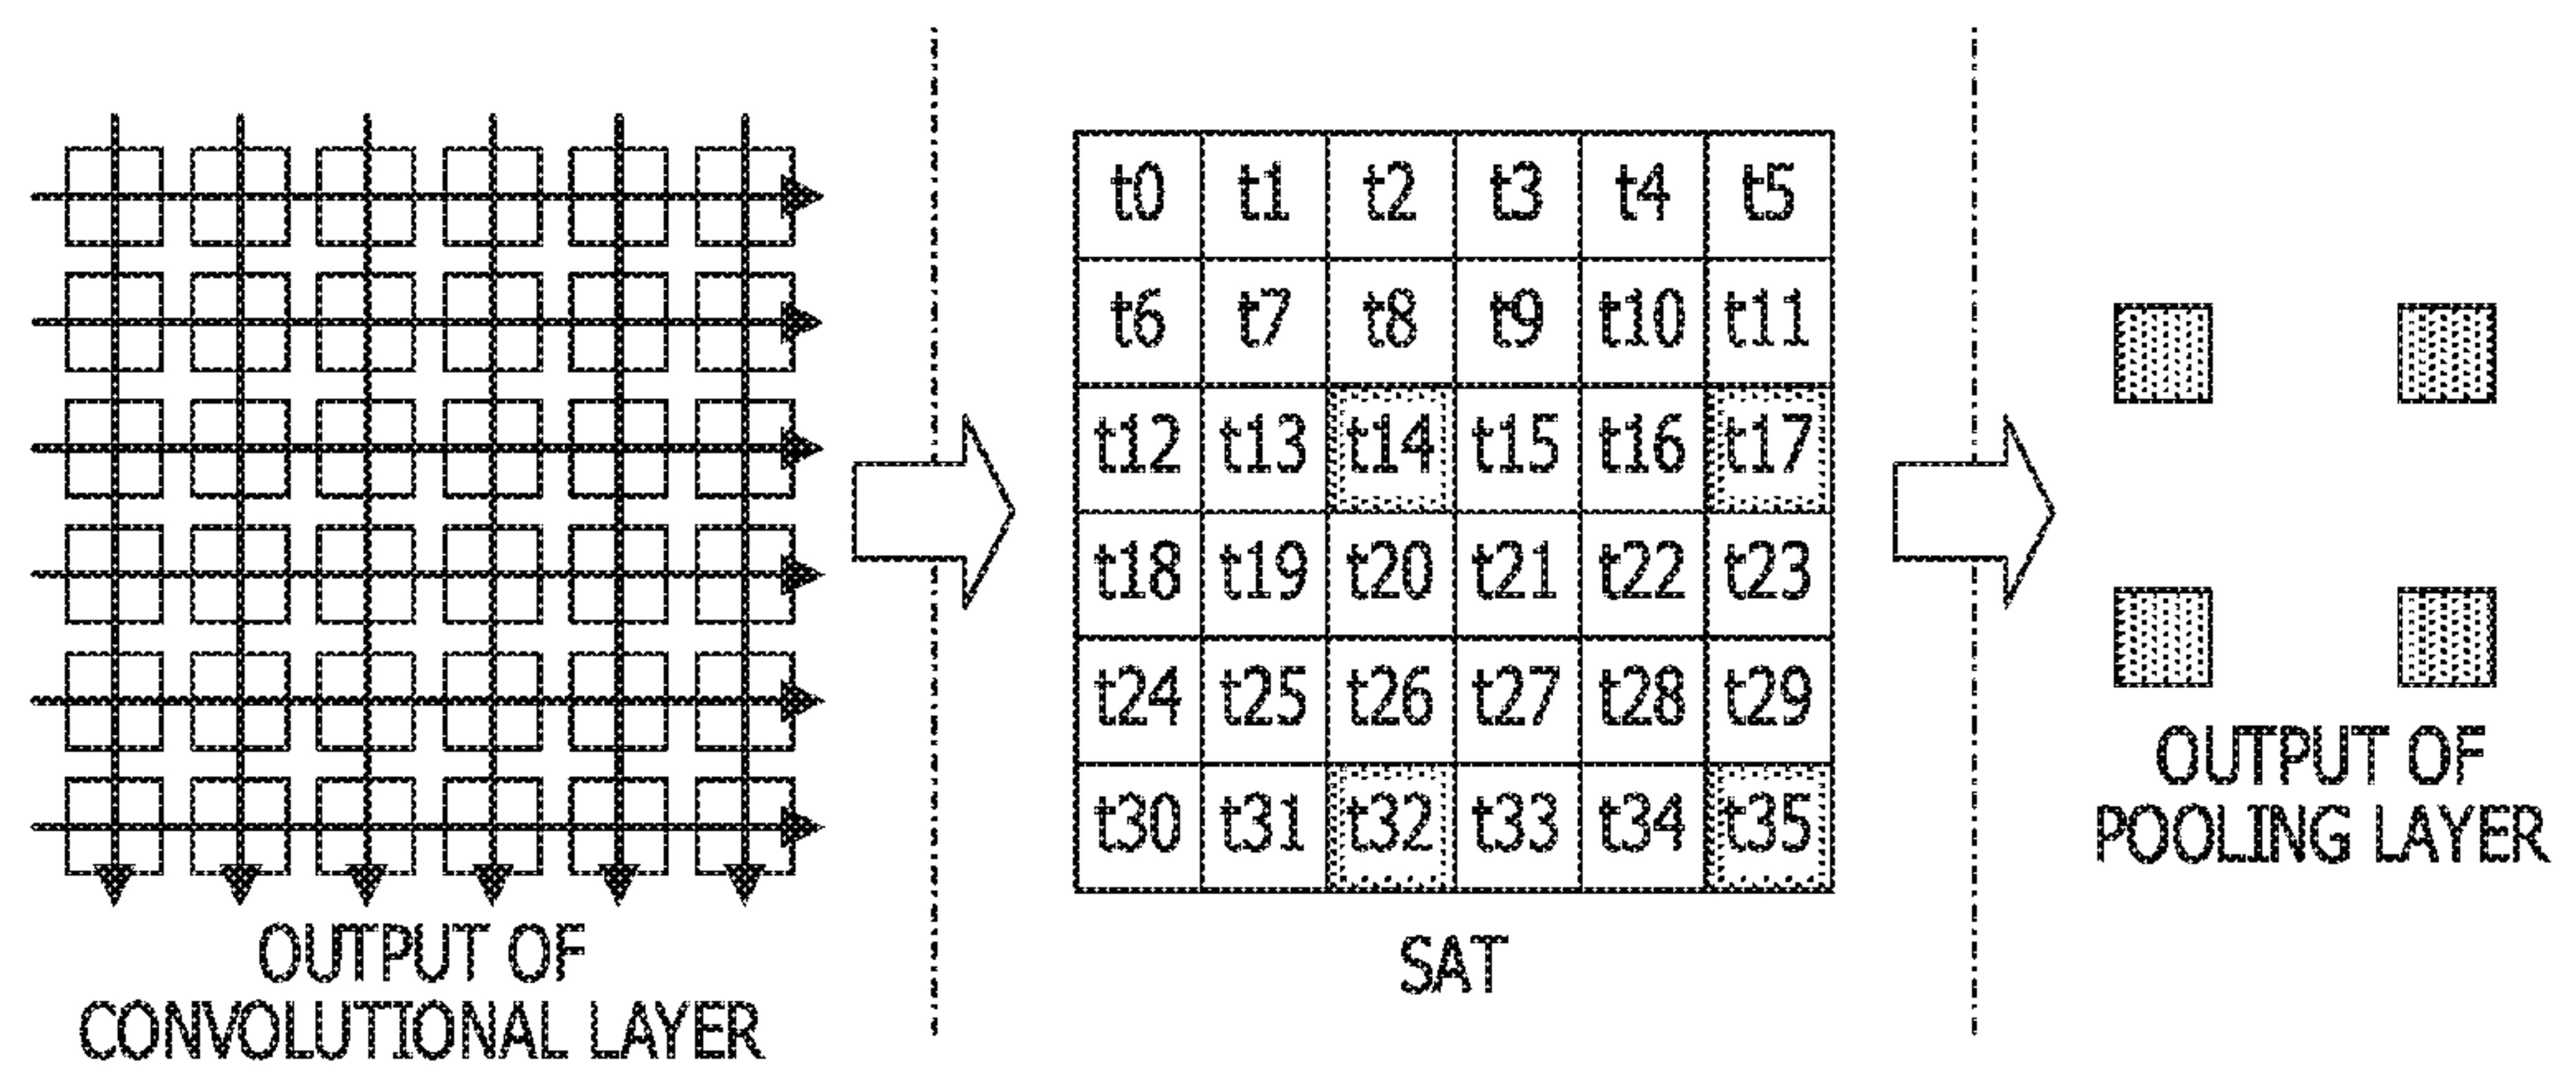 t0 t1 t2 t3 t4 t5
t6 t7 t8 t9 t10 t11
t12 t13 t14 t15 t16 t17
t18 t19 t20 t21 t22 t23
t24 t25 t26 t27 t28 t29
t30 t31 t32 t33 t34 t35
OUTPUT OF
CONVOLUTIONAL LAYER
SAT
OUTPUT OF
POOLING LAYER